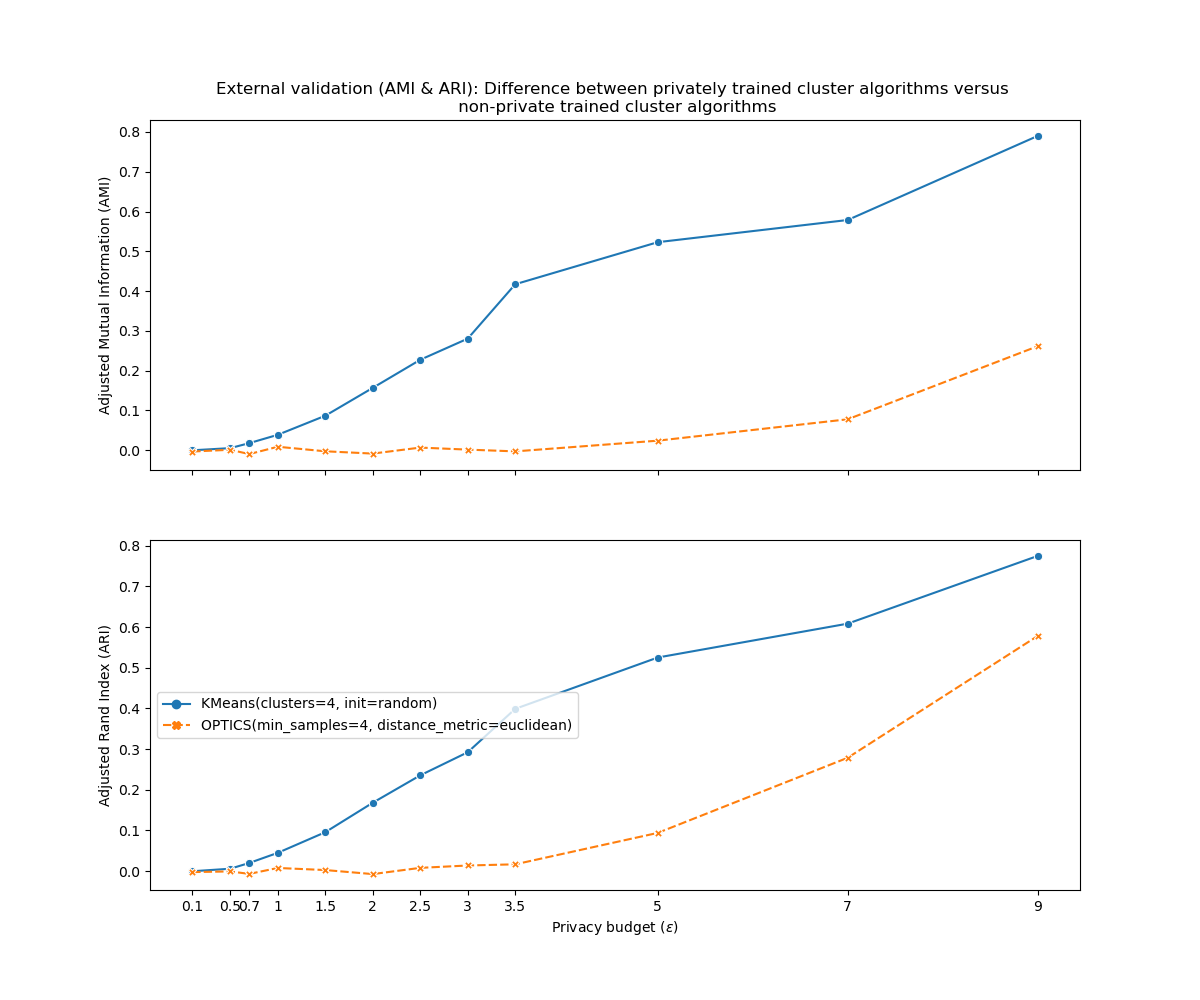 External validation (AMI & ARI): Difference between privately trained cluster algorithms versus
non-private trained cluster algorithms
0.8
0.7
0.6
0.5
0.4
0.3
0.2
0.1
0.0
Adjusted Mutual Information (AMI)
0.8
0.7
0.6
0.5
0.4
0.3
0.2
0.1
0.0
Adjusted Rand Index (ARI)
KMeans(clusters=4, init=random)
OPTICS(min_samples=4, distance_metric=euclidean)
0.1 0.5 0.7 1 1.5 2 2.5 3 3.5 5 7 9
Privacy budget (ε)